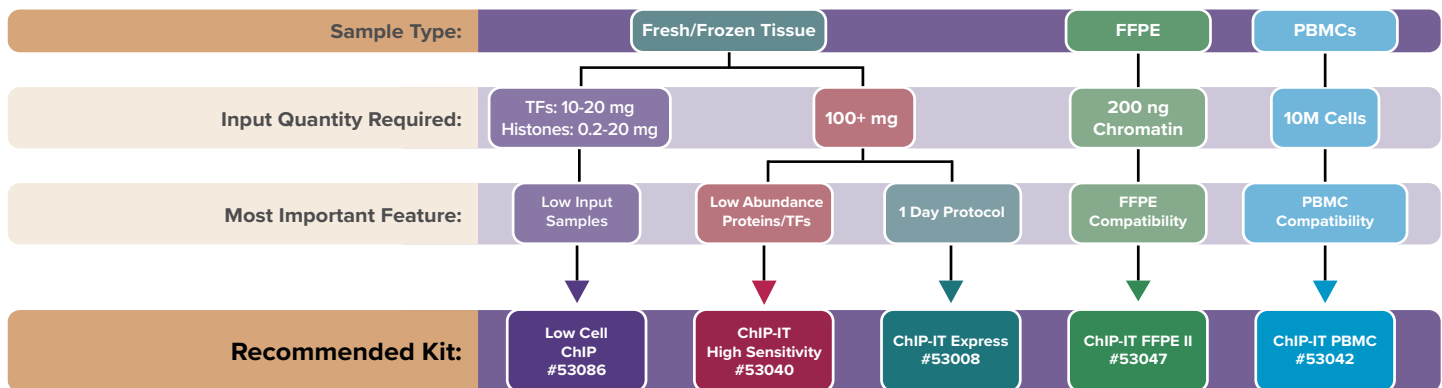 Sample Type:
Fresh/Frozen Tissue
FFPE
PBMCs
Input Quantity Required:
TFs: 10-20 mg
Histones: 0.2-20 mg
100+ mg
200 ng
Chromatin
10M Cells
Most Important Feature:
Low Input
Samples
Low Abundance
Proteins/TFs
1 Day Protocol
FFPE
Compatibility
PBMC
Compatibility
Recommended Kit:
Low Cell
ChIP
#53086
ChIP-IT
High Sensitivity
#53040
ChIP-IT Express
#53008
ChIP-IT FFPE II
#53047
ChIP-IT PBMC
#53042